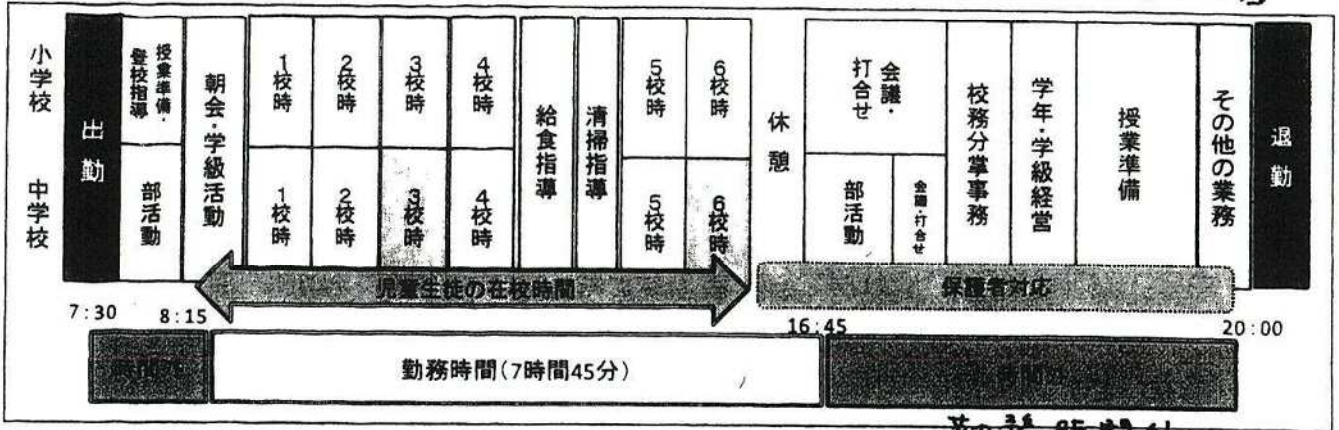 小学校
中学校
出勤
授業準備・登校指導
部活動
朝会・学級活動
1校時
2校時
3校時
4校時
1校時
2校時
3校時
4校時
給食指導
清掃指導
5校時
6校時
5校時
6校時
休憩
会議・打合せ
部活動
会議・打合せ
校務分掌事務
学年・学級経営
授業準備
その他の業務
退勤
児童生徒の在校時間
保護者対応
7:30
8:15
16:45
20:00
勤務時間(7時間45分)